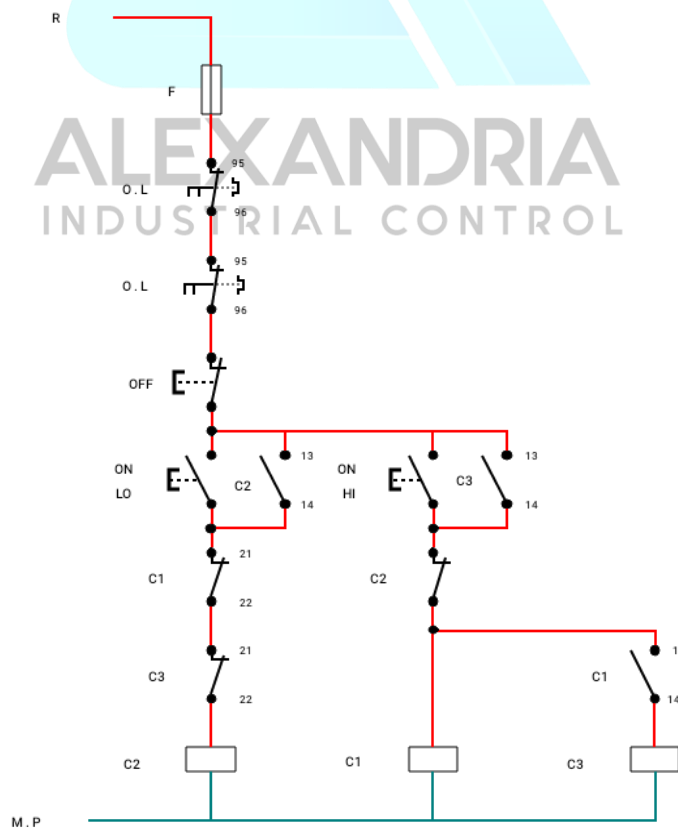 R
F
ALEXANDRIA
INDUSTRIAL CONTROL
95
O.L
96
95
O.L
96
OFF
ON
LO
C2
13
14
ON
HI
C3
13
14
C1
21
22
C2
C3
21
22
C1
14
C2
C1
C3
M.P